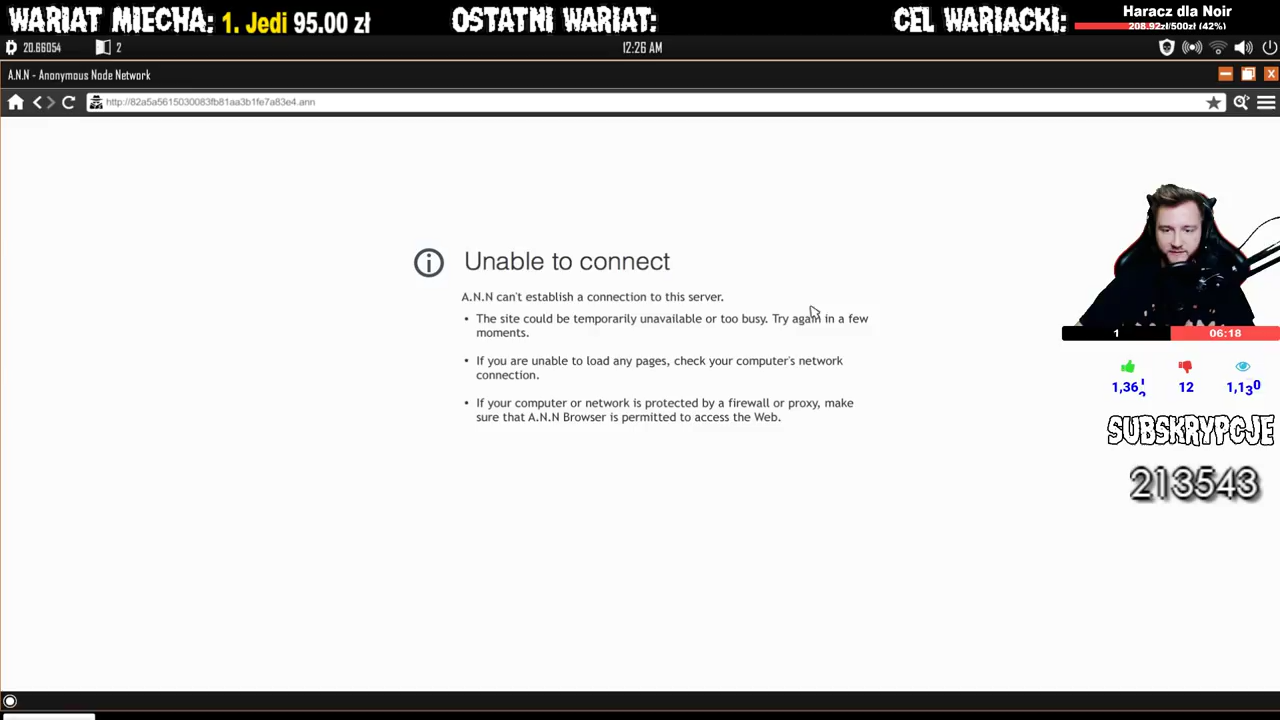 WARIAT MIECHA: 1. Jedi 95.00 zł
OSTATNI WARIAT:
CEL WARIACKI:
Haracz dla Noir
208.92zł/500zł (42%)
20.66054
2
12:26 AM
A.N.N - Anonymous Node Network
http://82a5a5615030083fb81aa3b1fe7a83e4.ann
Unable to connect
A.N.N can't establish a connection to this server.
• The site could be temporarily unavailable or too busy. Try again in a few
moments.
• If you are unable to load any pages, check your computer's network
connection.
• If your computer or network is protected by a firewall or proxy, make
sure that A.N.N Browser is permitted to access the Web.
1
06:18
12
SUBSKRYPCJE
213543